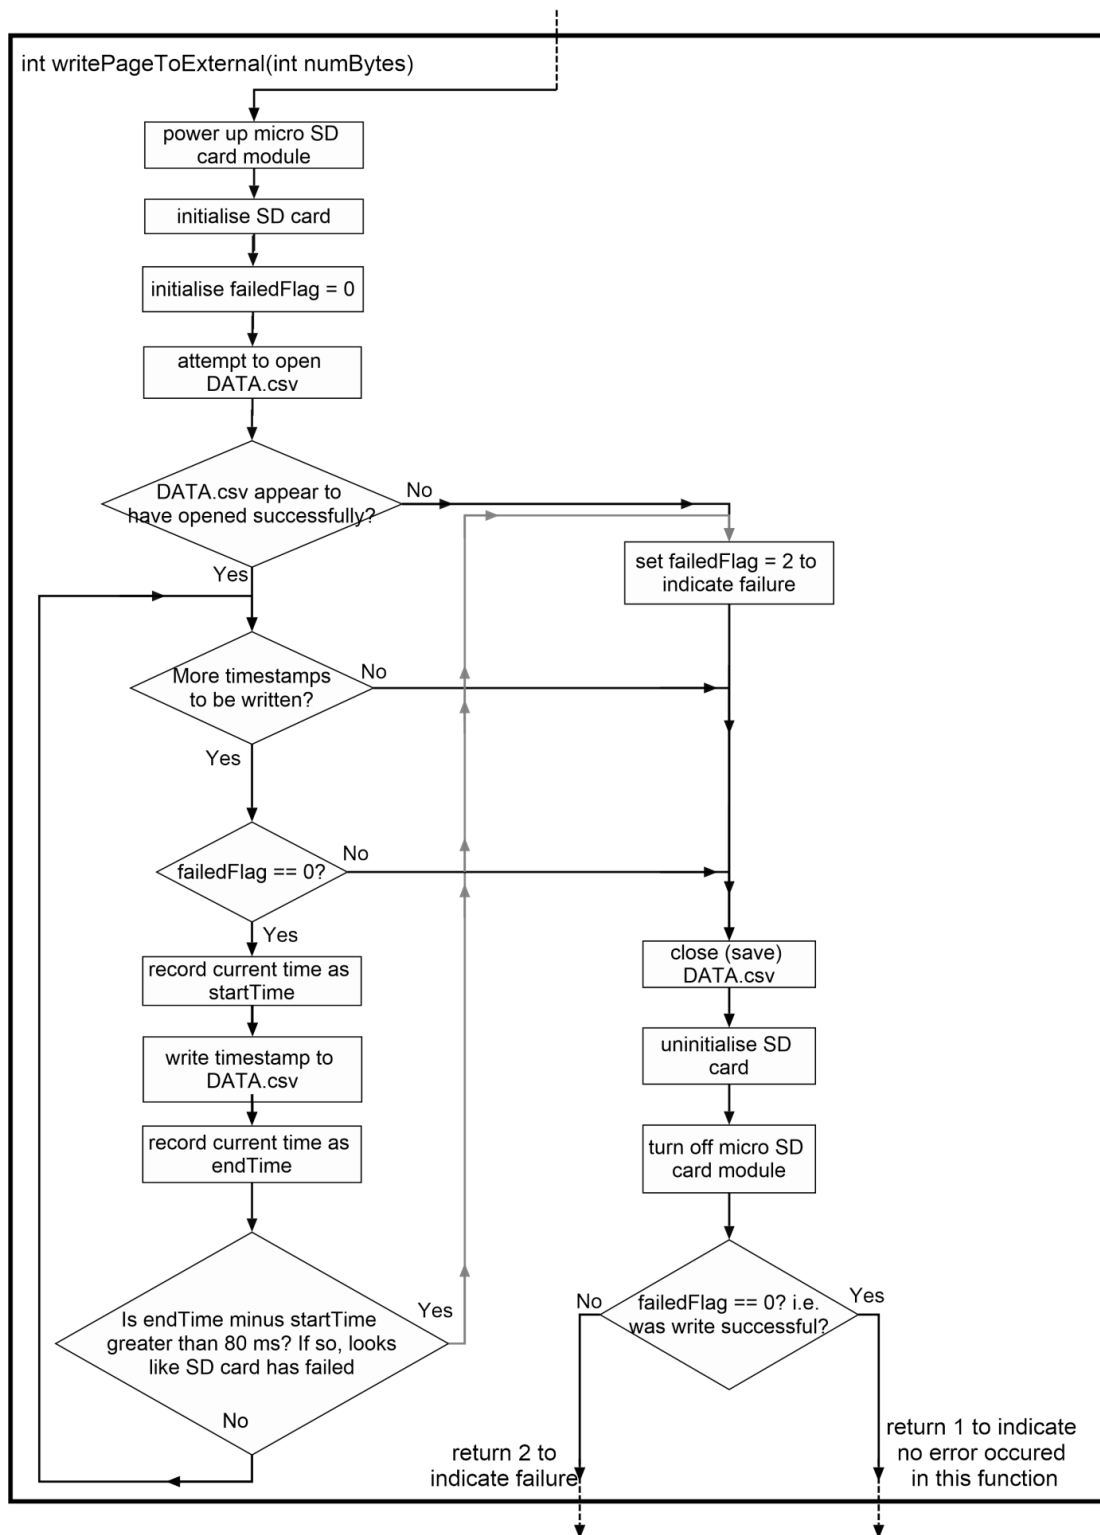 int writePageToExternal(int numBytes)
power up micro SD
card module
initialise SD card
initialise failedFlag = 0
attempt to open
DATA.csv
DATA.csv appear to
have opened successfully?
No
Yes
set failedFlag = 2 to
indicate failure
More timestamps
to be written?
No
Yes
failedFlag == 0?
No
Yes
record current time as
startTime
write timestamp to
DATA.csv
record current time as
endTime
Is endTime minus startTime
greater than 80 ms? If so, looks
like SD card has failed
Yes
No
close (save)
DATA.csv
uninitialise SD
card
turn off micro SD
card module
failedFlag == 0? i.e.
was write successful?
No
Yes
return 2 to
indicate failure
return 1 to indicate
no error occured
in this function